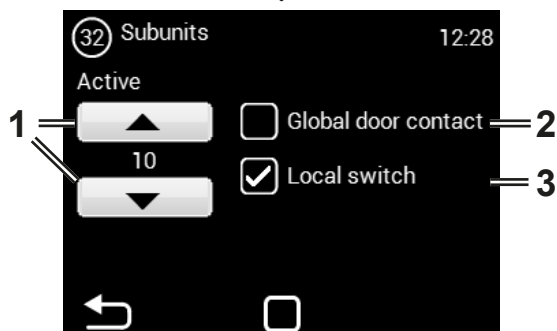 32 Subunits 12:28
Active
1
Global door contact 2
10
Local switch 3